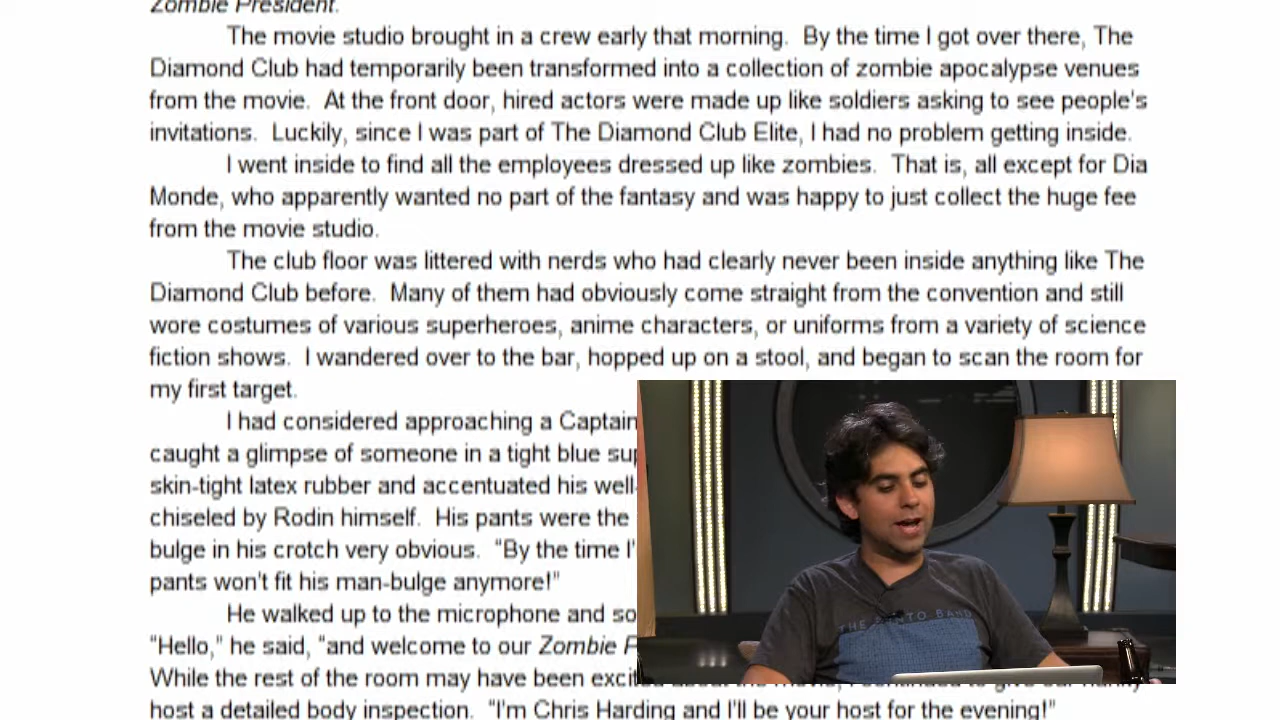 Zombie President.
The movie studio brought in a crew early that morning.  By the time I got over there, The
Diamond Club had temporarily been transformed into a collection of zombie apocalypse venues
from the movie.  At the front door, hired actors were made up like soldiers asking to see people's
invitations.  Luckily, since I was part of The Diamond Club Elite, I had no problem getting inside.
I went inside to find all the employees dressed up like zombies.  That is, all except for Dia
Monde, who apparently wanted no part of the fantasy and was happy to just collect the huge fee
from the movie studio.
The club floor was littered with nerds who had clearly never been inside anything like The
Diamond Club before.  Many of them had obviously come straight from the convention and still
wore costumes of various superheroes, anime characters, or uniforms from a variety of science
fiction shows.  I wandered over to the bar, hopped up on a stool, and began to scan the room for
my first target.
I had considered approaching a Captain
caught a glimpse of someone in a tight blue
skin-tight latex rubber and accentuated his well-
chiseled by Rodin himself.  His pants were the
bulge in his crotch very obvious.  “By the time
pants won't fit his man-bulge anymore!”
He walked up to the microphone and
“Hello,” he said, “and welcome to our Zombie
While the rest of the room may have been
host a detailed body inspection.  “I'm Chris Harding and I'll be your host for the evening!”
THE BAND